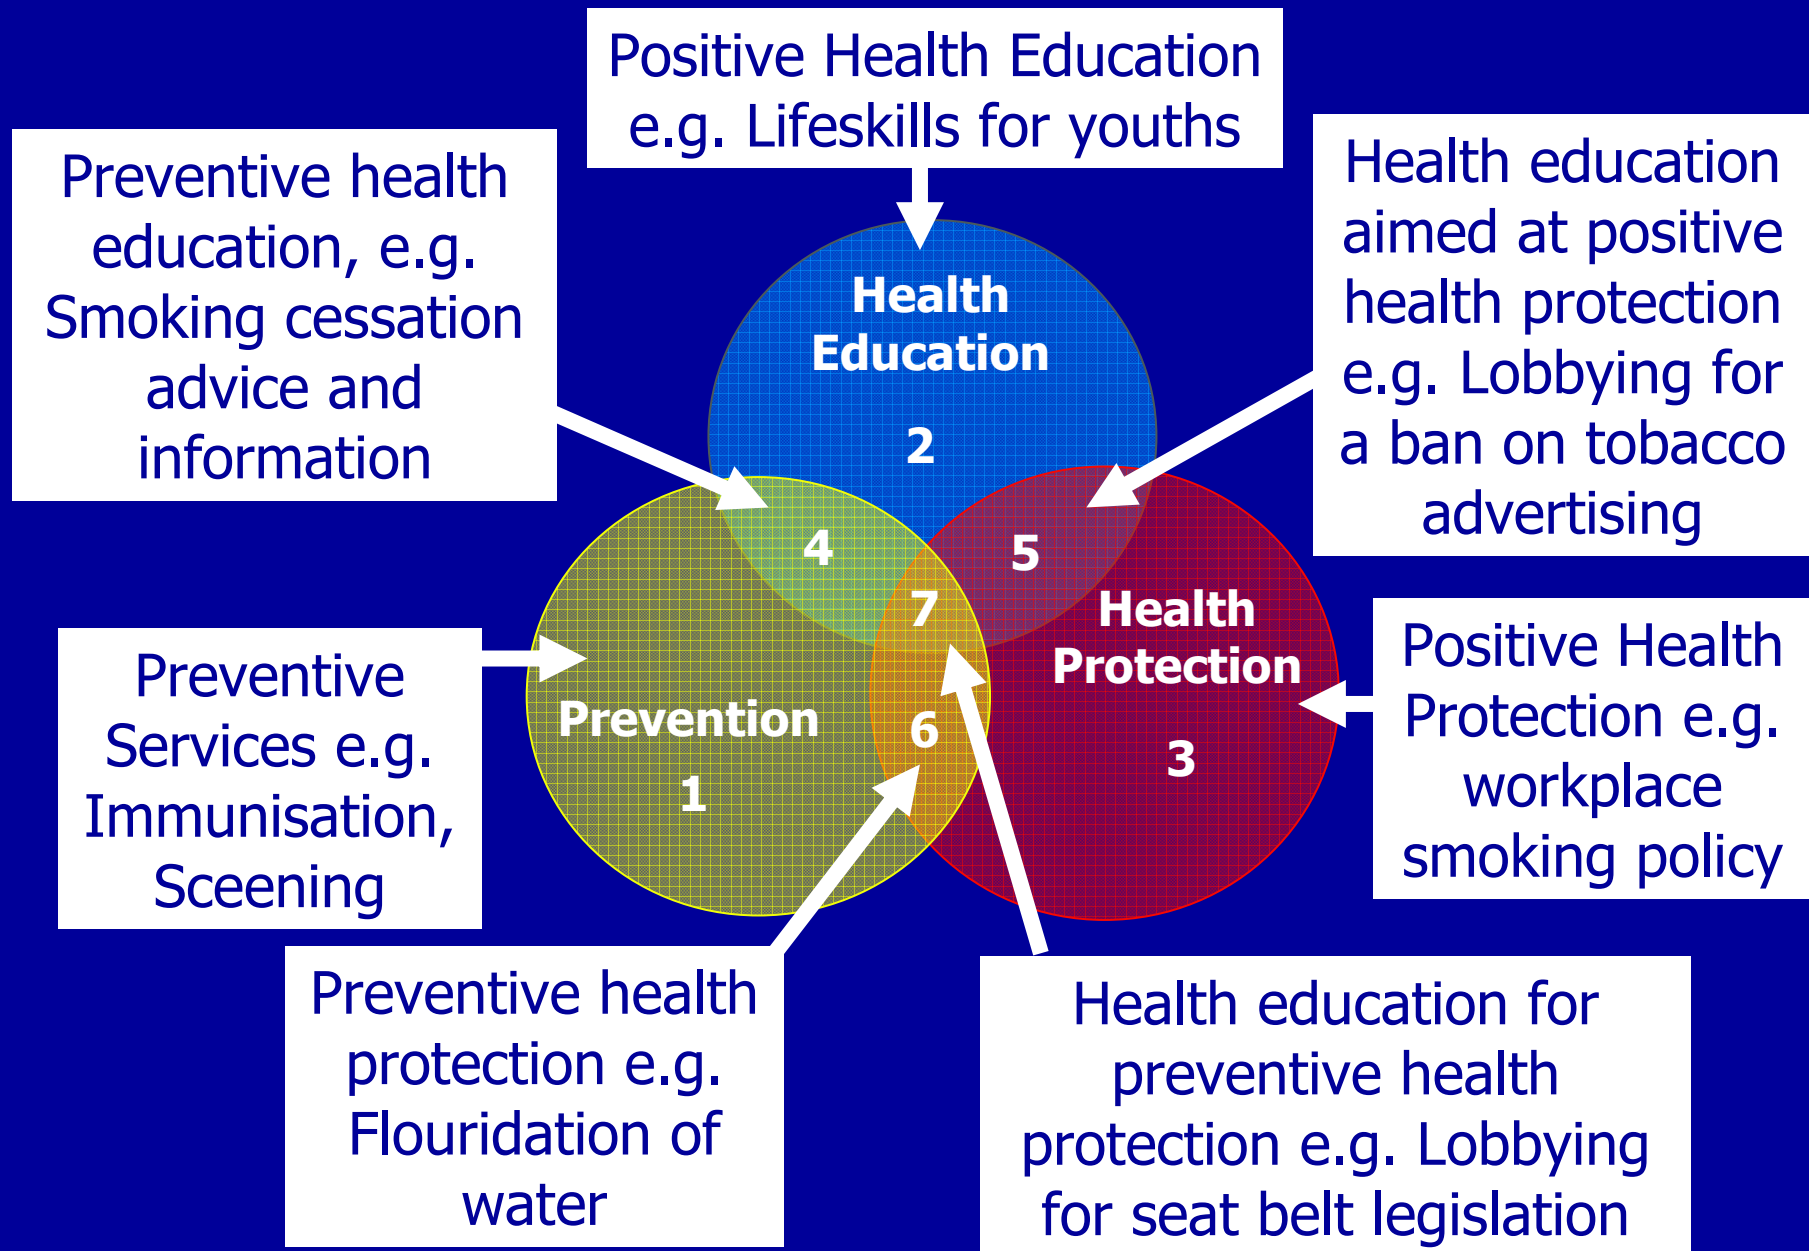 Positive Health Education
e.g. Lifeskills for youths
Preventive health
education, e.g.
Smoking cessation
advice and
information
Health education
aimed at positive
health protection
e.g. Lobbying for
a ban on tobacco
advertising
Health
Education
2
4
5
7
Health
Protection
3
Prevention
1
6
Preventive
Services e.g.
Immunisation,
Sceening
Positive Health
Protection e.g.
workplace
smoking policy
Preventive health
protection e.g.
Flouridation of
water
Health education for
preventive health
protection e.g. Lobbying
for seat belt legislation